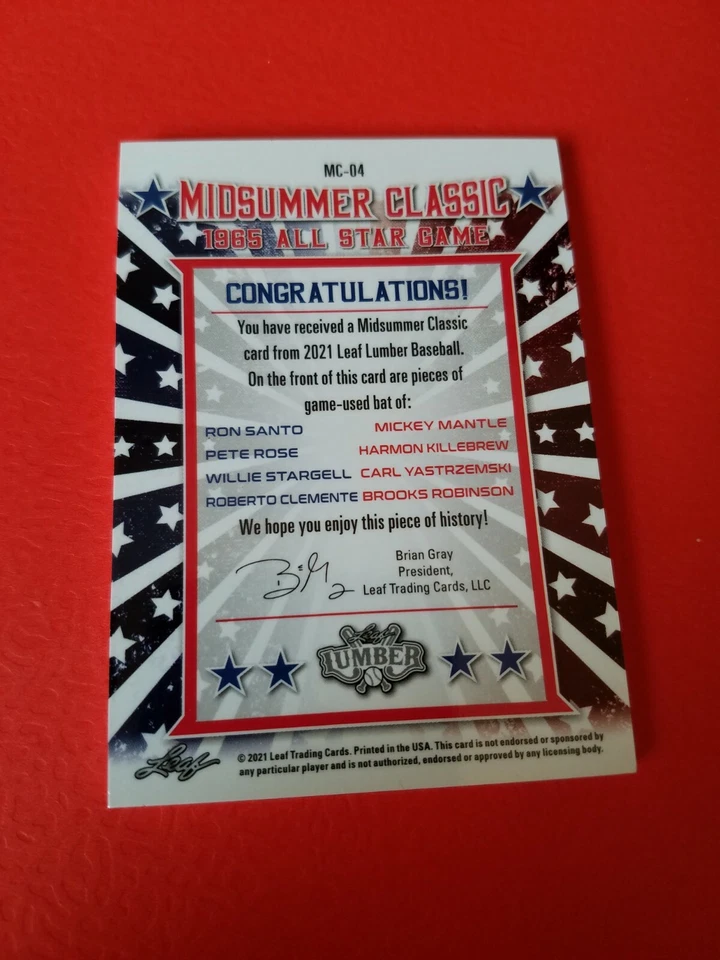 MC-04
MIDSUMMER CLASSIC
1965 ALL STAR GAME
CONGRATULATIONS!
You have received a Midsummer Classic
card from 2021 Leaf Lumber Baseball.
On the front of this card are pieces of
game-used bat of:
RON SANTO MICKEY MANTLE
PETE ROSE HARMON KILLEBREW
WILLIE STARGELL CARL YASTRZEMSKI
ROBERTO CLEMENTE BROOKS ROBINSON
We hope you enjoy this piece of history!
Brian Gray
President,
Leaf Trading Cards, LLC
Leaf
LUMBER
Leaf
© 2021 Leaf Trading Cards. Printed in the USA. This card is not endorsed or sponsored by
any particular player and is not authorized, endorsed or approved by any licensing body.